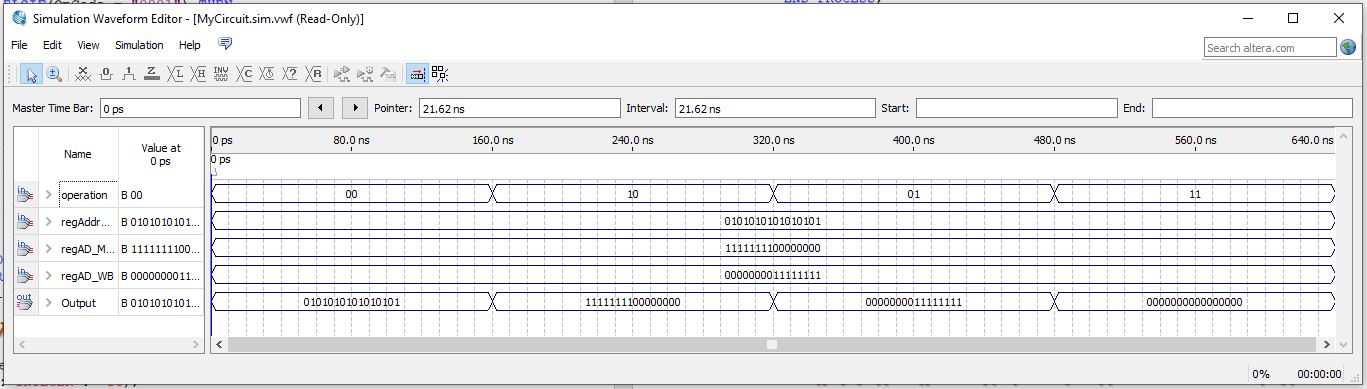 Simulation Waveform Editor - [MyCircuit.sim.vwf (Read-Only)]
File Edit View Simulation Help
Search altera.com
Master Time Bar: 0 ps Pointer: 21.62 ns Interval: 21.62 ns Start: End:
Name Value at 0 ps
0 ps 80.0 ns 160.0 ns 240.0 ns 320.0 ns 400.0 ns 480.0 ns 560.0 ns 640.0 ns
0 ps
operation B 00 00 10 01 11
regAddr... B 0101010101... 0101010101010101
regAD_M... B 1111111100... 1111111100000000
regAD_WB B 0000000011... 0000000011111111
Output B 0101010101... 0101010101010101 1111111100000000 0000000011111111 0000000000000000
0% 00:00:00